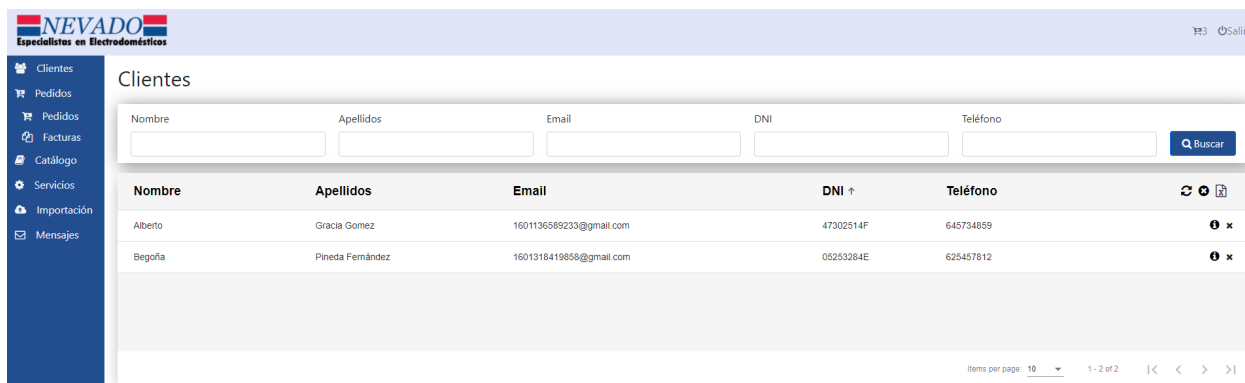 NEVADO
Especialistas en Electrodomésticos
3 Salir
Clientes
Pedidos
Pedidos
Facturas
Catálogo
Servicios
Importación
Mensajes
Clientes
Nombre Apellidos Email DNI Teléfono
Buscar
Nombre Apellidos Email DNI Teléfono
Alberto Gracia Gomez 1601136589233@gmail.com 47302514F 645734859
Begoña Pineda Fernández 1601318419858@gmail.com 05253284E 625457812
Items per page: 10 1 - 2 of 2